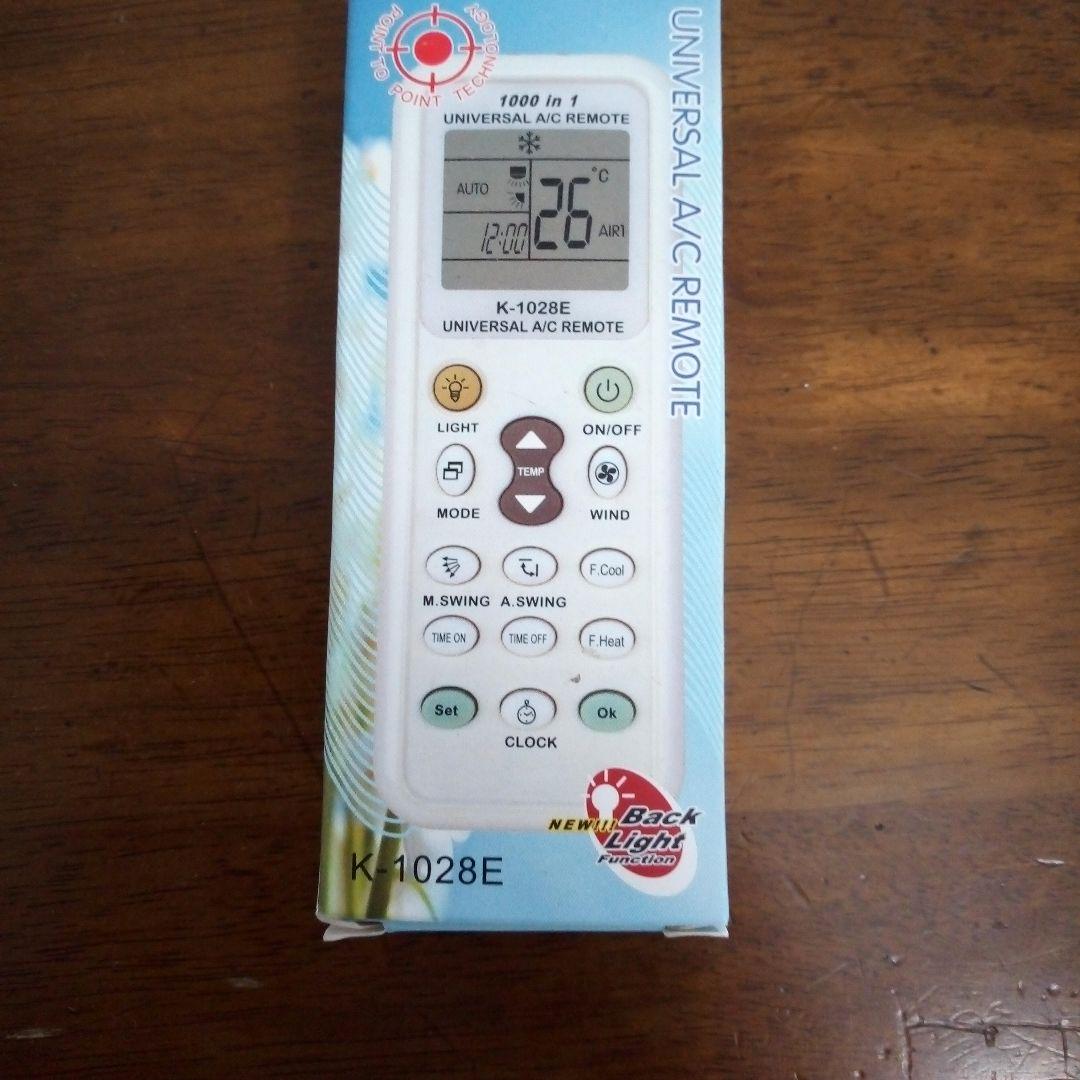 POINT TO POINT TECHNOLOGY
UNIVERSAL A/C REMOTE
1000 in 1
UNIVERSAL A/C REMOTE
°C
AUTO
26
12:00
AIR1
K-1028E
UNIVERSAL A/C REMOTE
LIGHT
ON/OFF
TEMP
MODE
WIND
F.Cool
M.SWING A.SWING
TIME ON TIME OFF F.Heat
Set Ok
CLOCK
NEW!!! Back
Light
Function
K-1028E